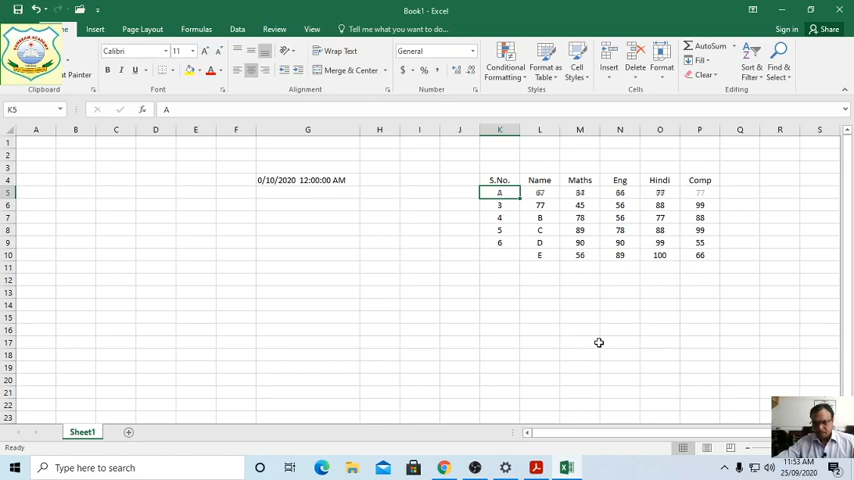 Book1 - Excel
Sign in
Share
Insert
Page Layout
Formulas
Data
Review
View
Tell me what you want to do...
Calibri
11
Wrap Text
General
AutoSum
Fill
Clear
t Painter
B I U
Merge & Center
$ % ,
Conditional
Formatting
Format as
Table
Cell
Styles
Insert
Delete
Format
Sort &
Filter
Find &
Select
Clipboard
Font
Alignment
Number
Styles
Cells
Editing
K5
fx
A
A B C D E F G H I J K L M N O P Q R S
1
2
3
4 0/10/2020 12:00:00 AM S.No. Name Maths Eng Hindi Comp
5 A 67 77 77
6 3 77 45 56 88 99
7 4 B 78 56 77 88
8 5 C 89 78 88 99
9 6 D 90 90 99 55
10 E 56 89 100 66
11
12
13
14
15
16
17
18
19
20
21
22
23
Sheet1
Ready
Type here to search
11:53 AM
25/09/2020
2